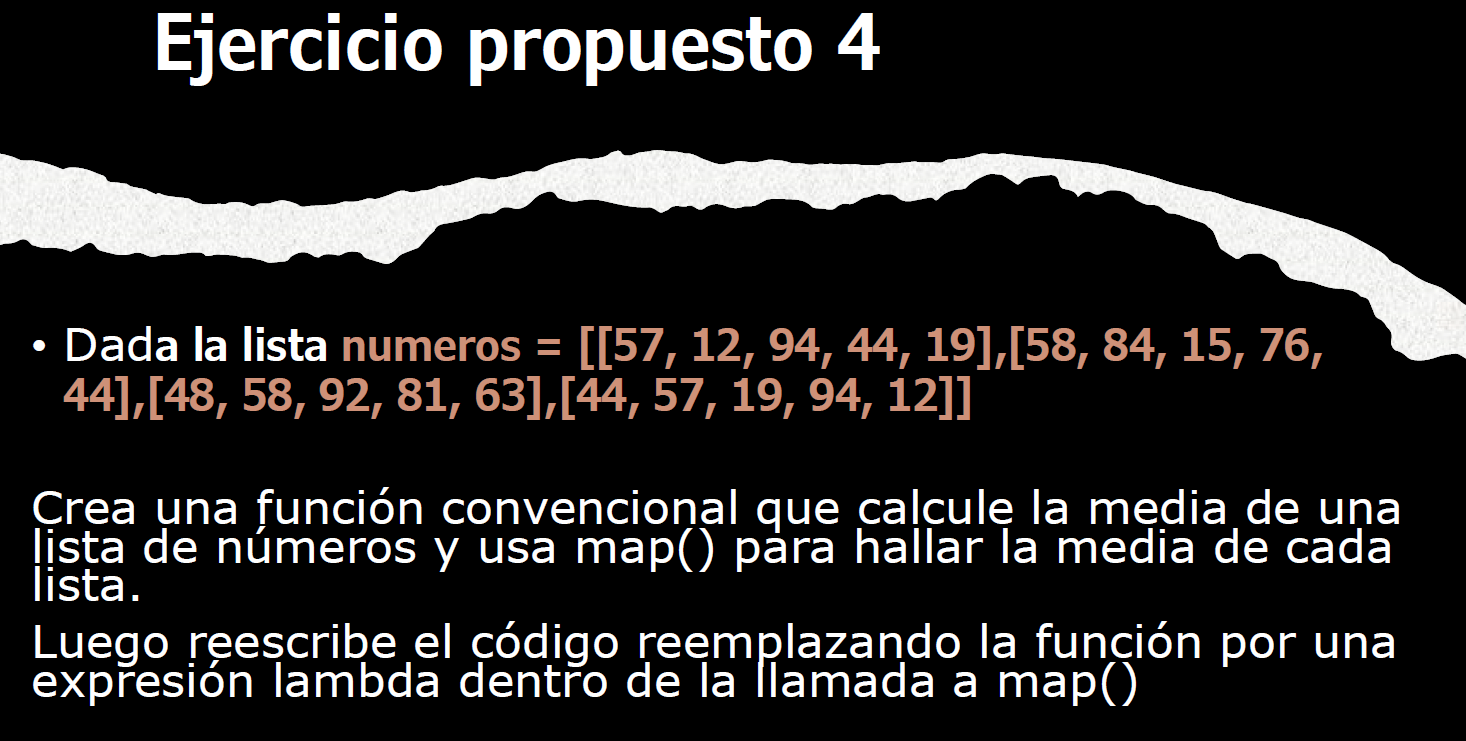 Ejercicio propuesto 4
• Dada la lista numeros = [[57, 12, 94, 44, 19],[58, 84, 15, 76,
44],[48, 58, 92, 81, 63],[44, 57, 19, 94, 12]]
Crea una función convencional que calcule la media de una
lista de números y usa map() para hallar la media de cada
lista.
Luego reescribe el código reemplazando la función por una
expresión lambda dentro de la llamada a map()